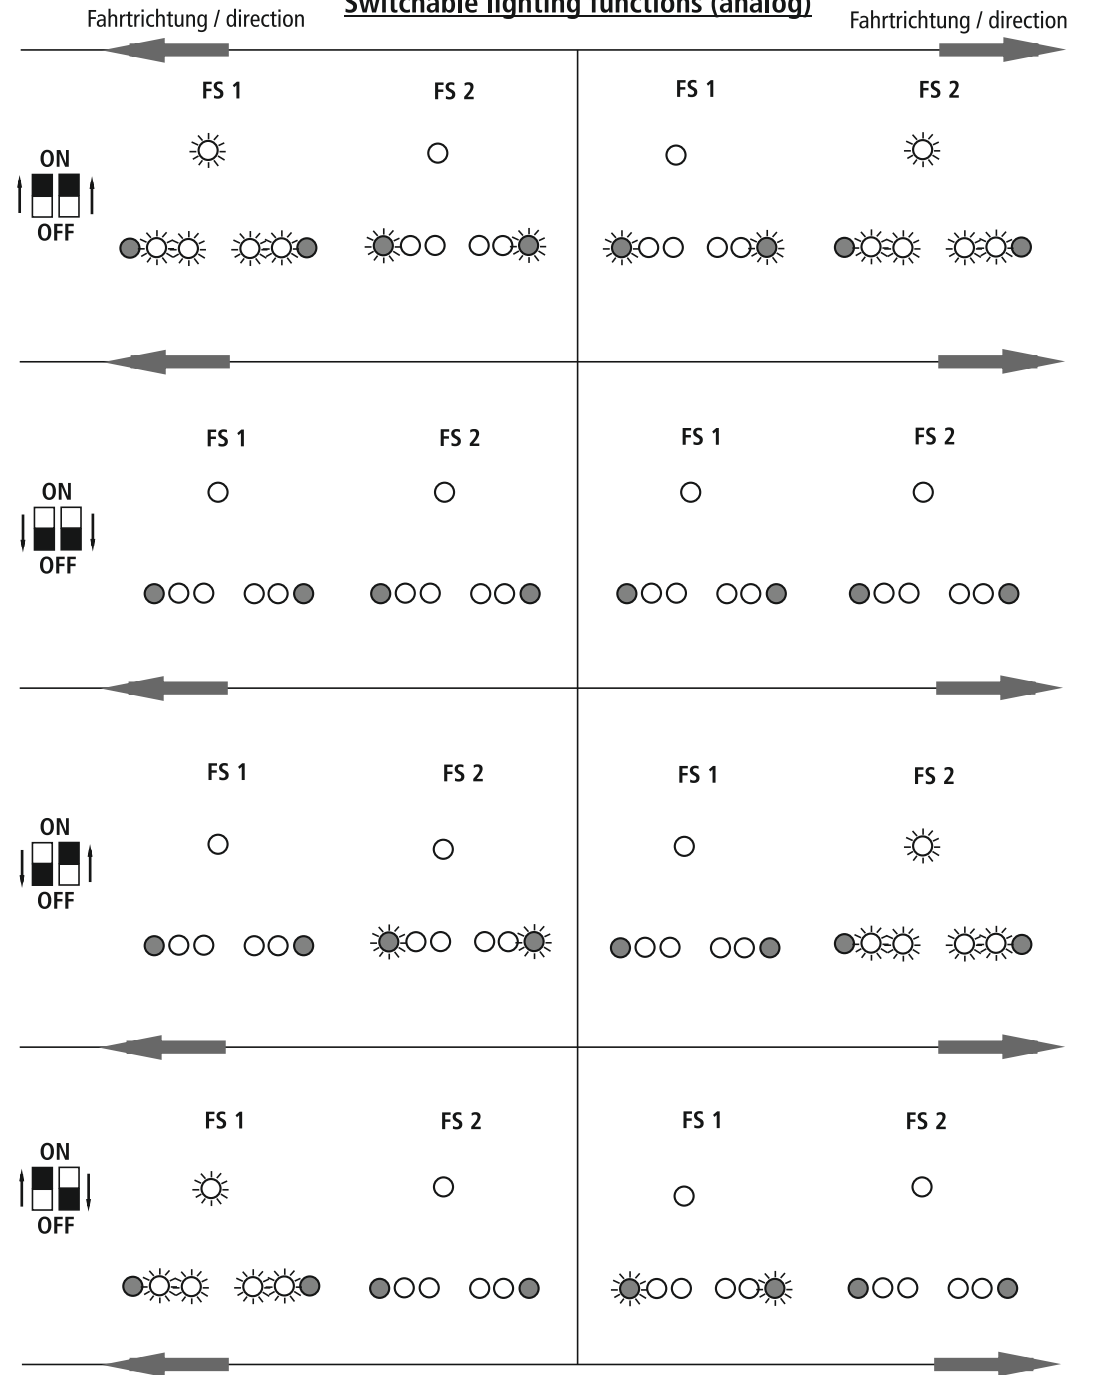 Switchable lighting functions (analog)
Fahrtrichtung / direction
Fahrtrichtung / direction
FS 1
FS 2
FS 1
FS 2
ON
OFF
FS 1
FS 2
FS 1
FS 2
ON
OFF
FS 1
FS 2
FS 1
FS 2
ON
OFF
FS 1
FS 2
FS 1
FS 2
ON
OFF